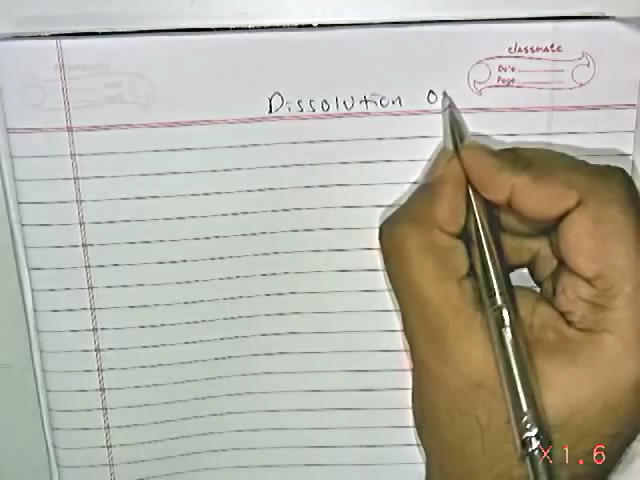 classmate
Date
Page
Dissolution o
X1.6